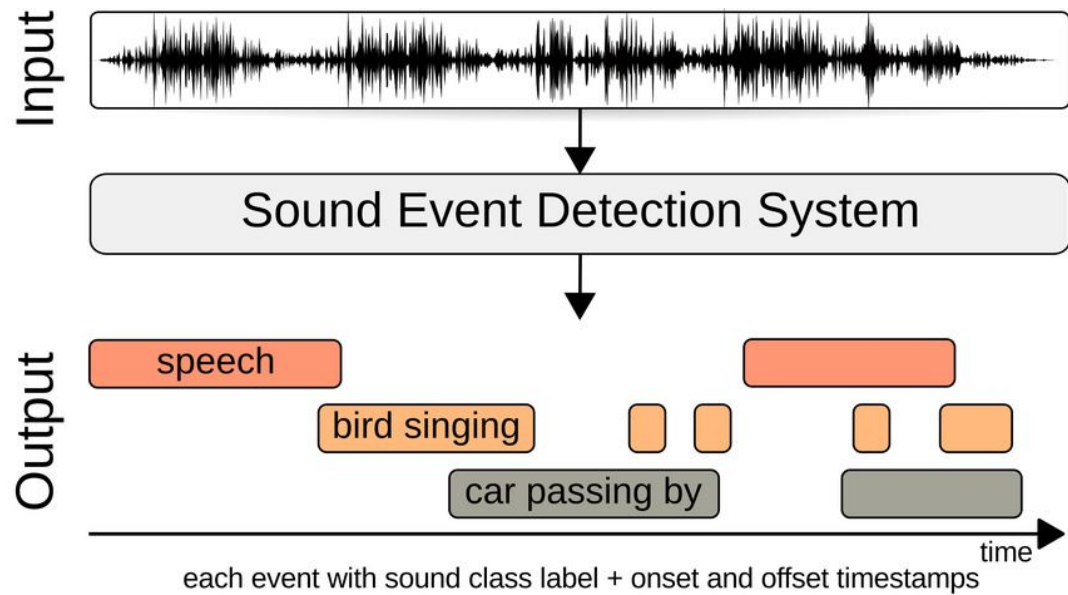 Input
Sound Event Detection System
Output
speech
bird singing
car passing by
time
each event with sound class label + onset and offset timestamps